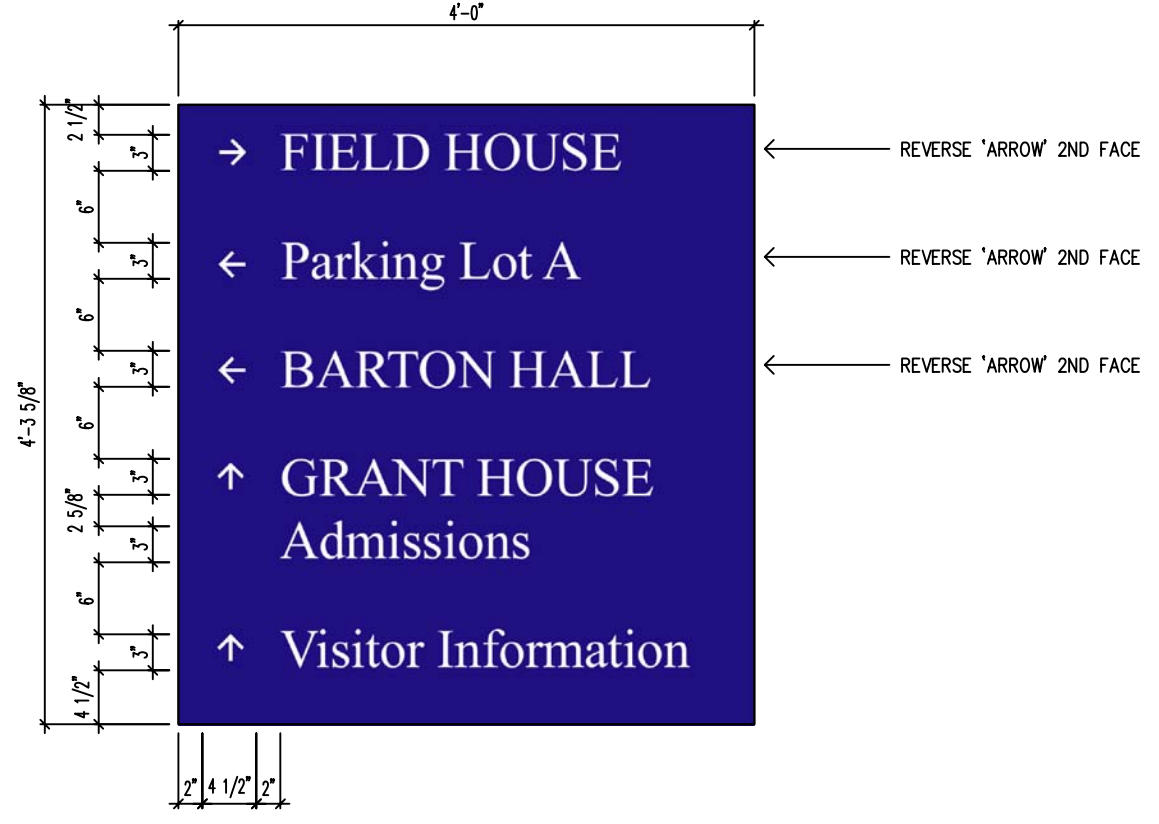 4'-0"
2 1/2"
3"
→ FIELD HOUSE
REVERSE 'ARROW' 2ND FACE
6"
3"
← Parking Lot A
REVERSE 'ARROW' 2ND FACE
6"
3"
← BARTON HALL
REVERSE 'ARROW' 2ND FACE
4'-3 5/8"
6"
3"
↑ GRANT HOUSE
2 5/8"
3"
Admissions
6"
3"
↑ Visitor Information
4 1/2"
2" 4 1/2" 2"